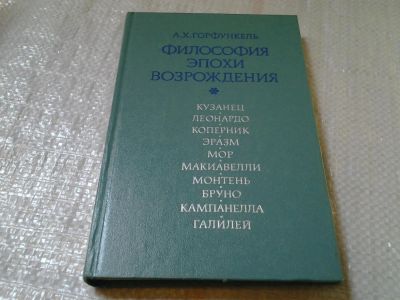 А. Х. ГОРФУНКЕЛЬ
ФИЛОСОФИЯ
ЭПОХИ
ВОЗРОЖДЕНИЯ
*
КУЗАНЕЦ
ЛЕОНАРДО
КОПЕРНИК
ЭРАЗМ
МОР
МАКИАВЕЛЛИ
МОНТЕНЬ
БРУНО
КАМПАНЕЛЛА
ГАЛИЛЕЙ